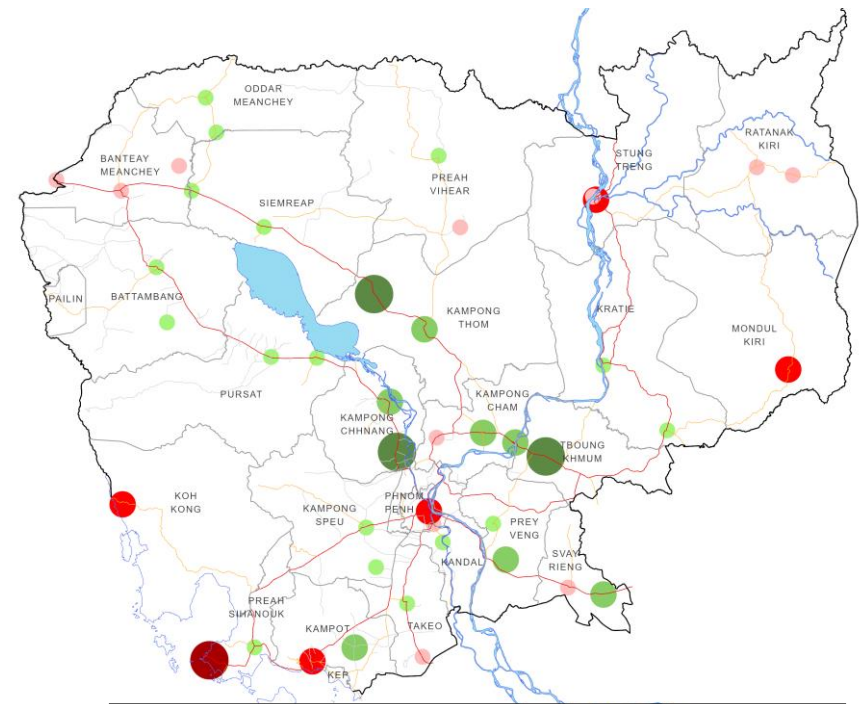 ODDAR
MEANCHEY
BANTEAY
MEANCHEY
PREAH
VIHEAR
STUNG
TRENG
RATANAK
KIRI
SIEMREAP
PAILIN
BATTAMBANG
KAMPONG
THOM
KRATIE
MONDUL
KIRI
PURSAT
KAMPONG
CHHNANG
KAMPONG
CHAM
TBOUNG
KHMUM
KOH
KONG
KAMPONG
SPEU
PHNOM
PENH
PREY
VENG
SVAY
RIENG
KANDAL
PREAH
SIHANOUK
KAMPOT
TAKEO
KEP